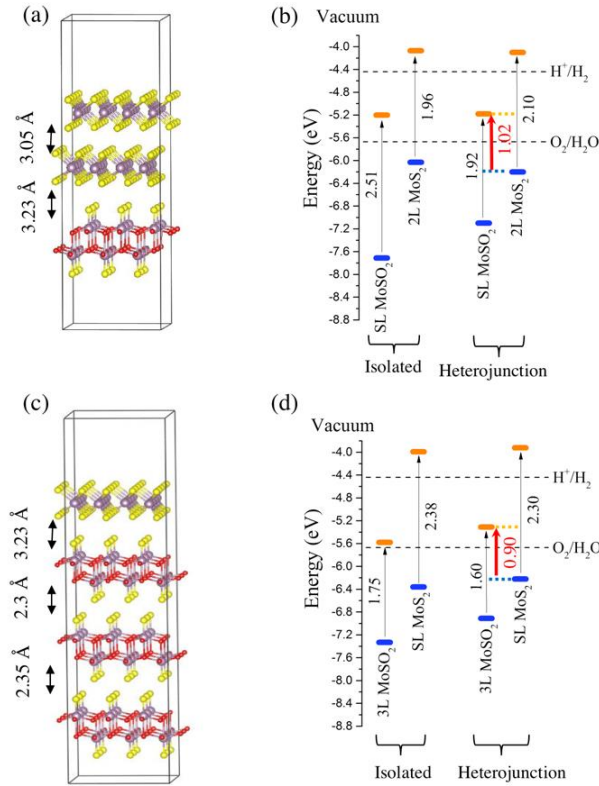 (a)
3.05 Å
3.23 Å
(b)
Vacuum
Energy (eV)
-4.0
-4.4
-4.8
-5.2
-5.6
-6.0
-6.4
-6.8
-7.2
-7.6
-8.0
-8.4
-8.8
H⁺/H₂
O₂/H₂O
2.51
1.96
1.92
1.02
2.10
SL MoSO₂
2L MoS₂
SL MoSO₂
2L MoS₂
Isolated
Heterojunction
(c)
3.23 Å
2.3 Å
2.35 Å
(d)
Vacuum
Energy (eV)
-4.0
-4.4
-4.8
-5.2
-5.6
-6.0
-6.4
-6.8
-7.2
-7.6
-8.0
-8.4
-8.8
H⁺/H₂
O₂/H₂O
1.75
2.38
1.60
0.90
2.30
3L MoSO₂
SL MoS₂
3L MoSO₂
SL MoS₂
Isolated
Heterojunction